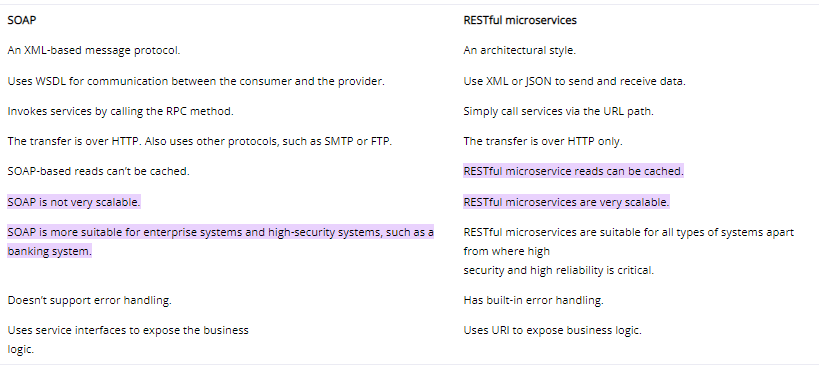 SOAP
RESTful microservices
An XML-based message protocol.
An architectural style.
Uses WSDL for communication between the consumer and the provider.
Use XML or JSON to send and receive data.
Invokes services by calling the RPC method.
Simply call services via the URL path.
The transfer is over HTTP. Also uses other protocols, such as SMTP or FTP.
The transfer is over HTTP only.
SOAP-based reads can’t be cached.
RESTful microservice reads can be cached.
SOAP is not very scalable.
RESTful microservices are very scalable.
SOAP is more suitable for enterprise systems and high-security systems, such as a
banking system.
RESTful microservices are suitable for all types of systems apart
from where high
security and high reliability is critical.
Doesn’t support error handling.
Has built-in error handling.
Uses service interfaces to expose the business
logic.
Uses URI to expose business logic.